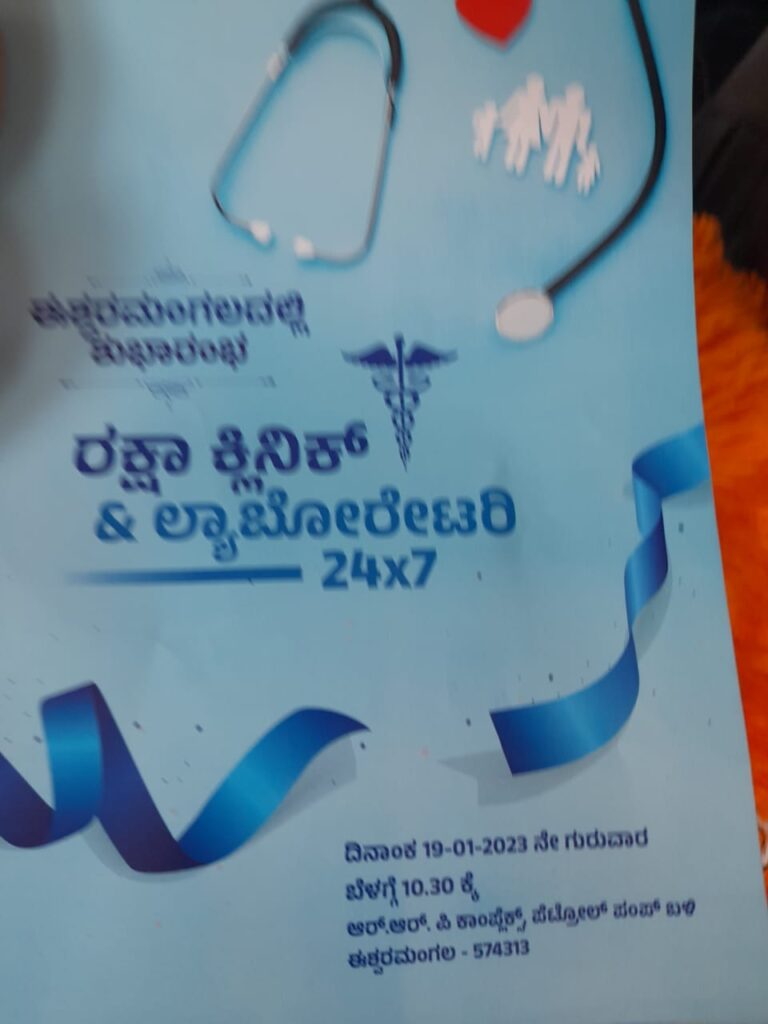 ಈಶ್ವರಮಂಗಲದಲ್ಲಿ
ಶುಭಾರಂಭ
ರಕ್ಷಾ ಕ್ಲಿನಿಕ್
& ಲ್ಯಾಬೋರೇಟರಿ
24x7
ದಿನಾಂಕ 19-01-2023 ನೇ ಗುರುವಾರ
ಬೆಳಗ್ಗೆ 10.30 ಕ್ಕೆ
ಆರ್.ಆರ್. ಪಿ ಕಾಂಪ್ಲೆಕ್ಸ್, ಪೆಟ್ರೋಲ್ ಪಂಪ್ ಬಳಿ
ಈಶ್ವರಮಂಗಲ - 574313